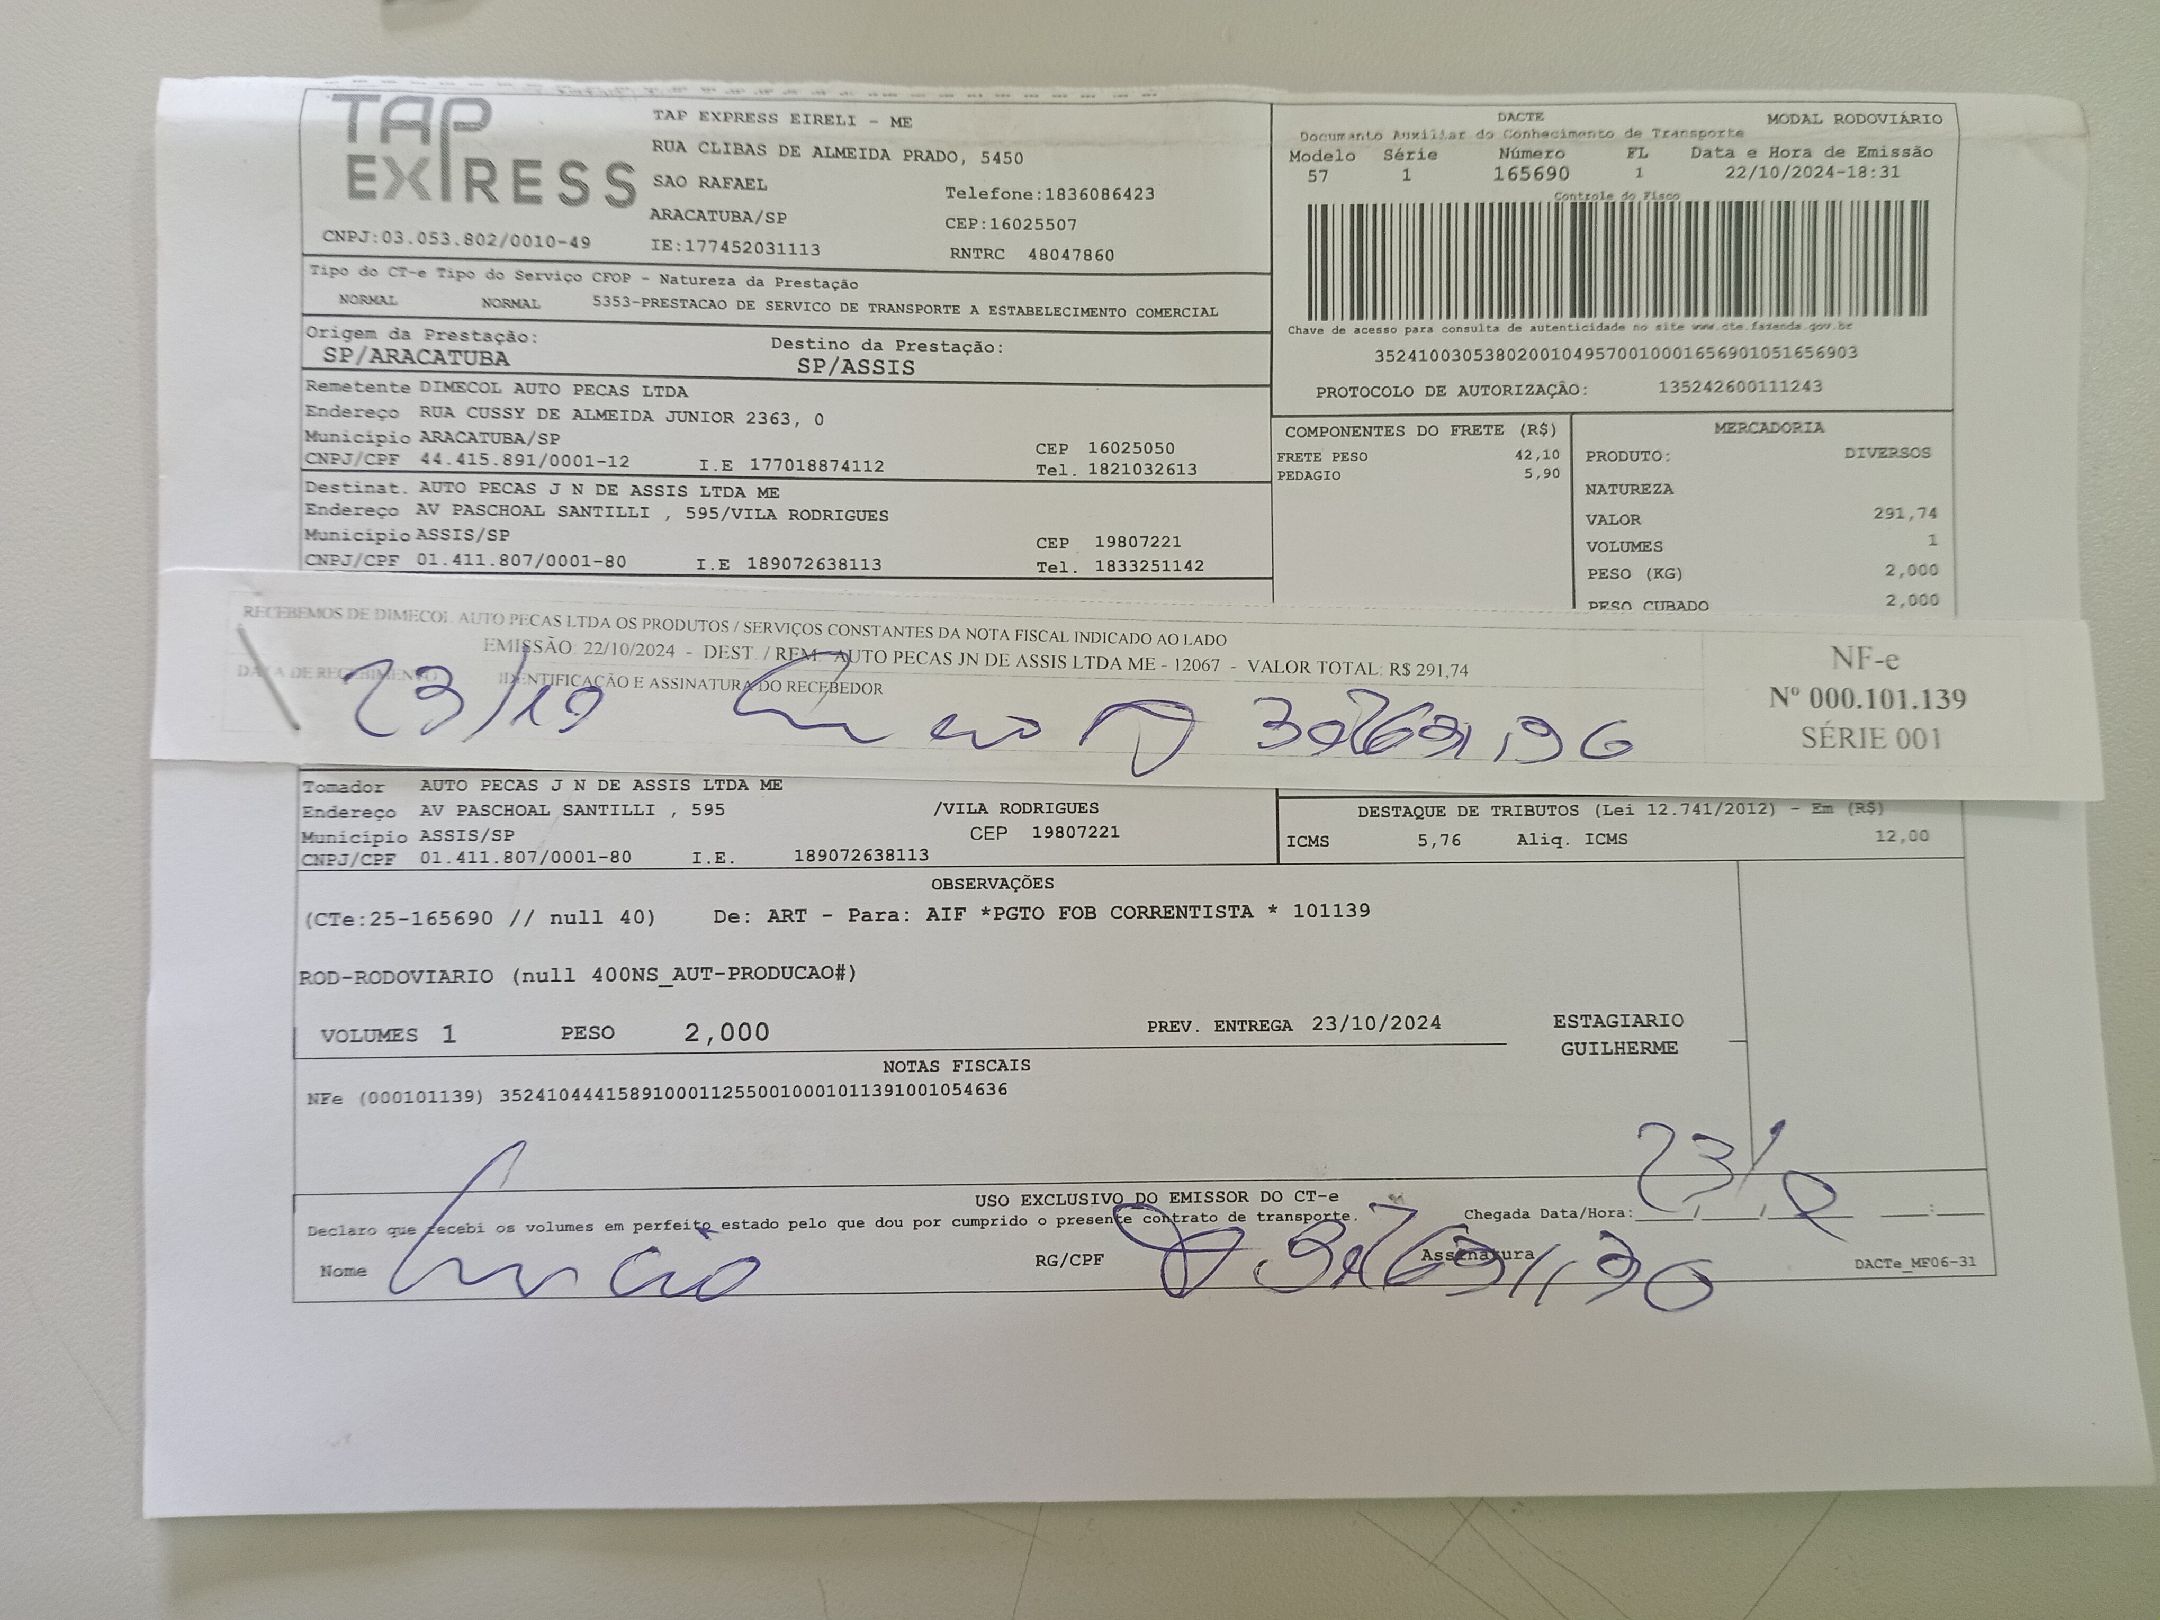 TAP EXPRESS
CNPJ:03.053.802/0010-49
TAP EXPRESS EIRELI - ME
RUA CLIBAS DE ALMEIDA PRADO, 5450
SAO RAFAEL Telefone:1836086423
ARACATUBA/SP CEP:16025507
IE:177452031113 RNTRC 48047860
DACTE MODAL RODOVIÁRIO
Documento Auxiliar do Conhecimento de Transporte
Modelo Série Número FL Data e Hora de Emissão
57 1 165690 1 22/10/2024-18:31
Controle do Fisco
Chave de acesso para consulta de autenticidade no site www.cte.fazenda.gov.br
35241003053802001049570010001656901051656903
PROTOCOLO DE AUTORIZAÇÃO: 135242600111243
Tipo do CT-e Tipo do Serviço CFOP - Natureza da Prestação
NORMAL NORMAL 5353-PRESTACAO DE SERVICO DE TRANSPORTE A ESTABELECIMENTO COMERCIAL
Origem da Prestação: Destino da Prestação:
SP/ARACATUBA SP/ASSIS
Remetente DIMECOL AUTO PECAS LTDA
Endereço RUA CUSSY DE ALMEIDA JUNIOR 2363, 0
Município ARACATUBA/SP CEP 16025050
CNPJ/CPF 44.415.891/0001-12 I.E 177018874112 Tel. 1821032613
Destinat. AUTO PECAS J N DE ASSIS LTDA ME
Endereço AV PASCHOAL SANTILLI , 595/VILA RODRIGUES
Município ASSIS/SP CEP 19807221
CNPJ/CPF 01.411.807/0001-80 I.E 189072638113 Tel. 1833251142
COMPONENTES DO FRETE (R$)
FRETE PESO 42,10
PEDAGIO 5,90
MERCADORIA
PRODUTO: DIVERSOS
NATUREZA
VALOR 291,74
VOLUMES 1
PESO (KG) 2,000
PESO CUBADO 2,000
RECEBEMOS DE DIMECOL AUTO PECAS LTDA OS PRODUTOS / SERVIÇOS CONSTANTES DA NOTA FISCAL INDICADO AO LADO
EMISSÃO: 22/10/2024 - DEST. / REM: AUTO PECAS JN DE ASSIS LTDA ME - 12067 - VALOR TOTAL: R$ 291,74
DATA DE RECEBIMENTO IDENTIFICAÇÃO E ASSINATURA DO RECEBEDOR
23/10
NF-e
Nº 000.101.139
SÉRIE 001
Tomador AUTO PECAS J N DE ASSIS LTDA ME
Endereço AV PASCHOAL SANTILLI , 595 /VILA RODRIGUES
Município ASSIS/SP CEP 19807221
CNPJ/CPF 01.411.807/0001-80 I.E. 189072638113
DESTAQUE DE TRIBUTOS (Lei 12.741/2012) - Em (R$)
ICMS 5,76 Aliq. ICMS 12,00
OBSERVAÇÕES
(CTe:25-165690 // null 40) De: ART - Para: AIF *PGTO FOB CORRENTISTA * 101139
ROD-RODOVIARIO (null 400NS_AUT-PRODUCAO#)
VOLUMES 1 PESO 2,000 PREV. ENTREGA 23/10/2024 ESTAGIARIO
GUILHERME
NOTAS FISCAIS
NFe (000101139) 35241044415891000112550010001011391001054636
USO EXCLUSIVO DO EMISSOR DO CT-e
Declaro que recebi os volumes em perfeito estado pelo que dou por cumprido o presente contrato de transporte. Chegada Data/Hora:____/____/____ ____:____
Nome RG/CPF Assinatura DACTe_MF06-31